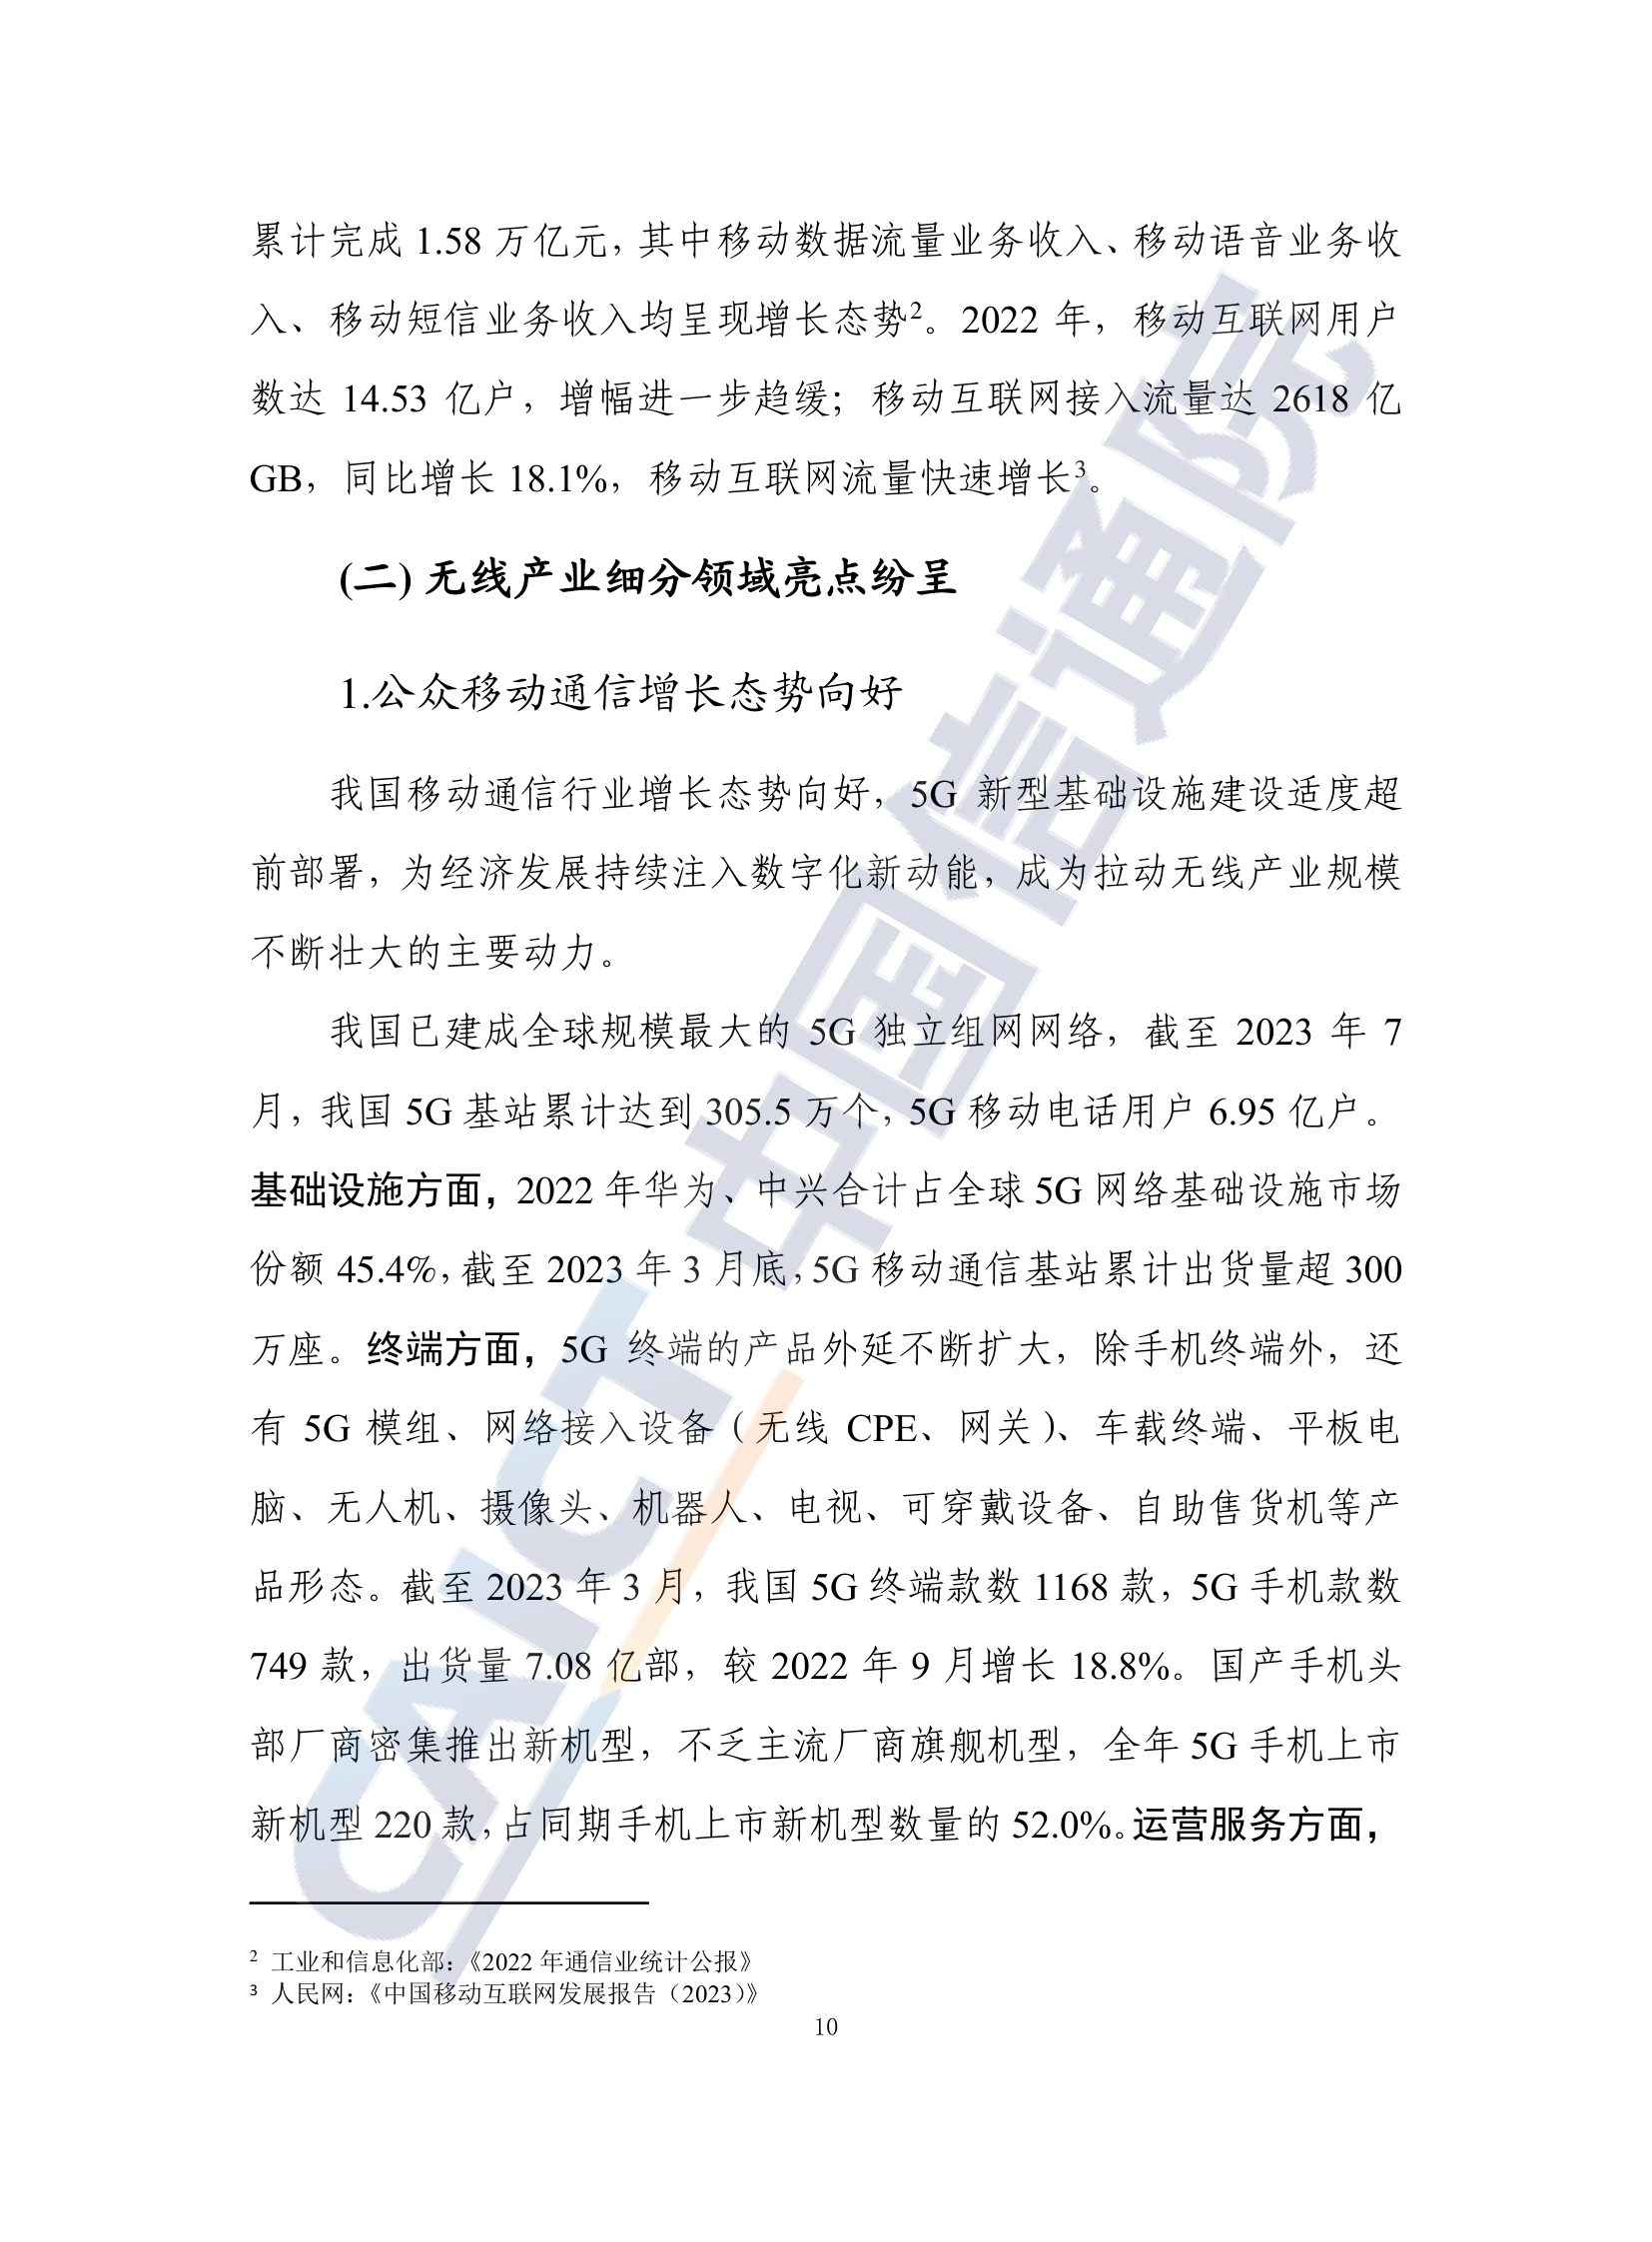 累计完成 1.58 万亿元，其中移动数据流量业务收入、移动语音业务收
入、移动短信业务收入均呈现增长态势2。2022 年，移动互联网用户
数达 14.53 亿户，增幅进一步趋缓；移动互联网接入流量达 2618 亿
GB，同比增长 18.1%，移动互联网流量快速增长3。
(二) 无线产业细分领域亮点纷呈
1.公众移动通信增长态势向好
我国移动通信行业增长态势向好，5G 新型基础设施建设适度超
前部署，为经济发展持续注入数字化新动能，成为拉动无线产业规模
不断壮大的主要动力。
我国已建成全球规模最大的 5G 独立组网网络，截至 2023 年 7
月，我国 5G 基站累计达到 305.5 万个，5G 移动电话用户 6.95 亿户。
基础设施方面，2022 年华为、中兴合计占全球 5G 网络基础设施市场
份额 45.4%，截至 2023 年 3 月底，5G 移动通信基站累计出货量超 300
万座。终端方面，5G 终端的产品外延不断扩大，除手机终端外，还
有 5G 模组、网络接入设备（无线 CPE、网关）、车载终端、平板电
脑、无人机、摄像头、机器人、电视、可穿戴设备、自助售货机等产
品形态。截至 2023 年 3 月，我国 5G 终端款数 1168 款，5G 手机款数
749 款，出货量 7.08 亿部，较 2022 年 9 月增长 18.8%。国产手机头
部厂商密集推出新机型，不乏主流厂商旗舰机型，全年 5G 手机上市
新机型 220 款，占同期手机上市新机型数量的 52.0%。运营服务方面，
2 工业和信息化部：《2022 年通信业统计公报》
3 人民网：《中国移动互联网发展报告（2023）》
10
CAICT 中国信通院